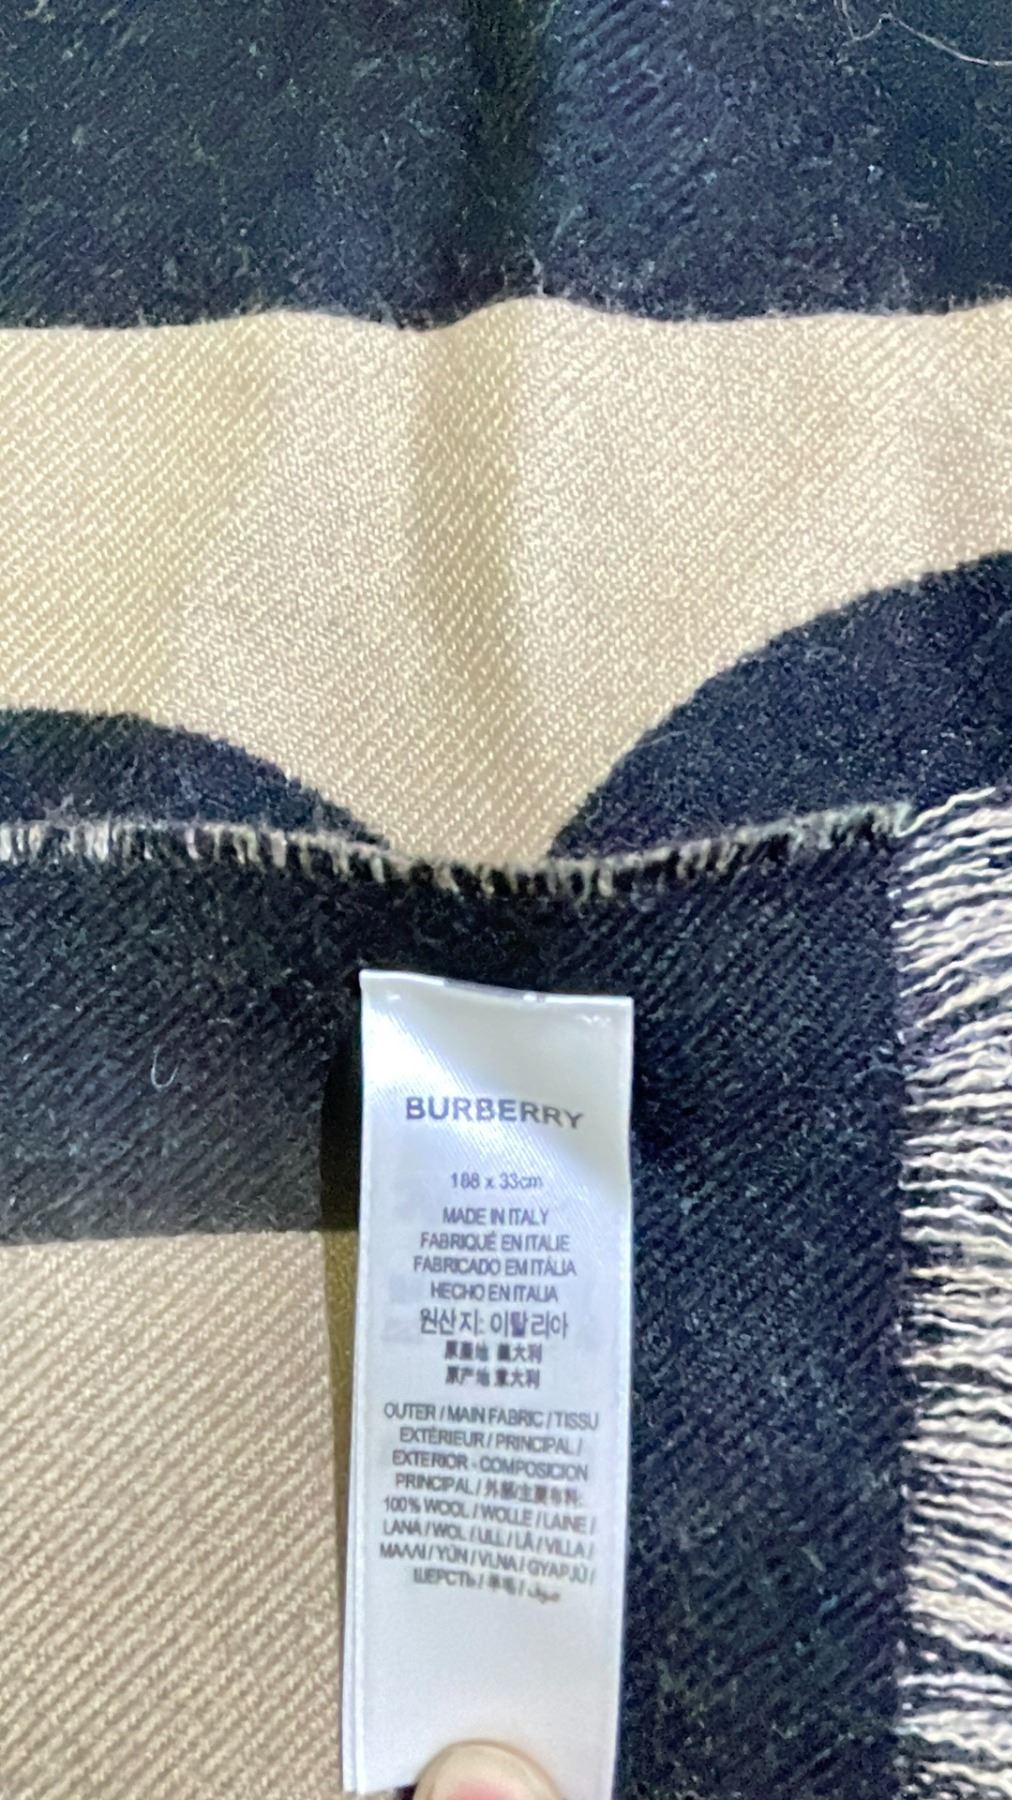 BURBERRY
188 x 33cm
MADE IN ITALY
FABRIQUÉ EN ITALIE
FABRICADO EM ITÁLIA
HECHO EN ITALIA
원산지: 이탈리아
原產地 義大利
原产地 意大利
OUTER / MAIN FABRIC / TISSU
EXTÉRIEUR / PRINCIPAL /
EXTERIOR - COMPOSICION
PRINCIPAL / 外部/主要布料:
100% WOOL / WOLLE / LAINE /
LANA / WOL / ULL / LÃ / VILLA /
ΜΑΛΛΙ / YÜN / VLNA / GYAPJÚ /
ШЕРСТЬ / 羊毛 / صوف